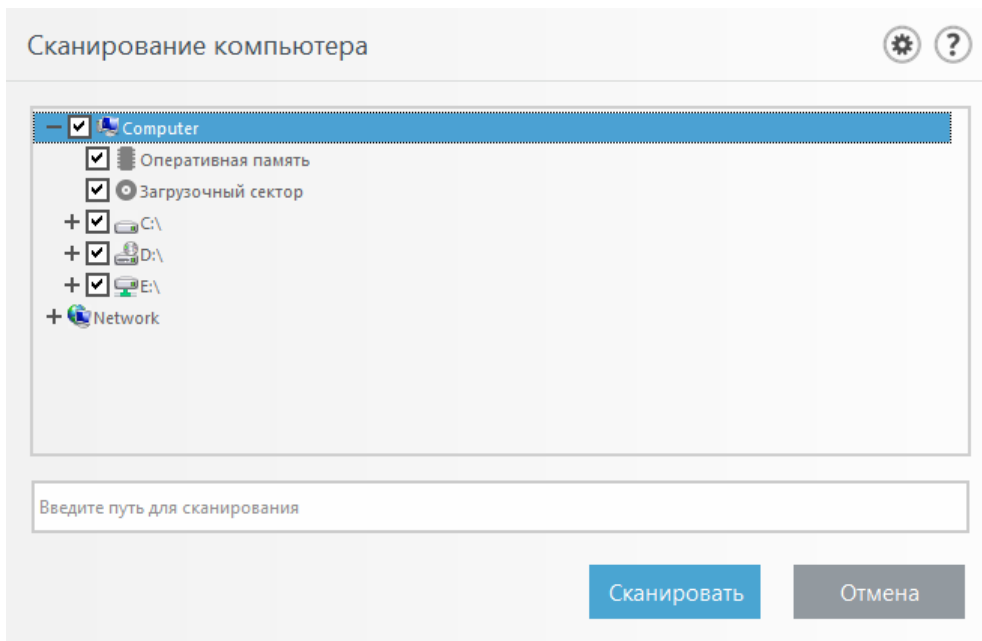 Сканирование компьютера
?
Computer
Оперативная память
Загрузочный сектор
C:\
D:\
E:\
Network
Введите путь для сканирования
Сканировать Отмена